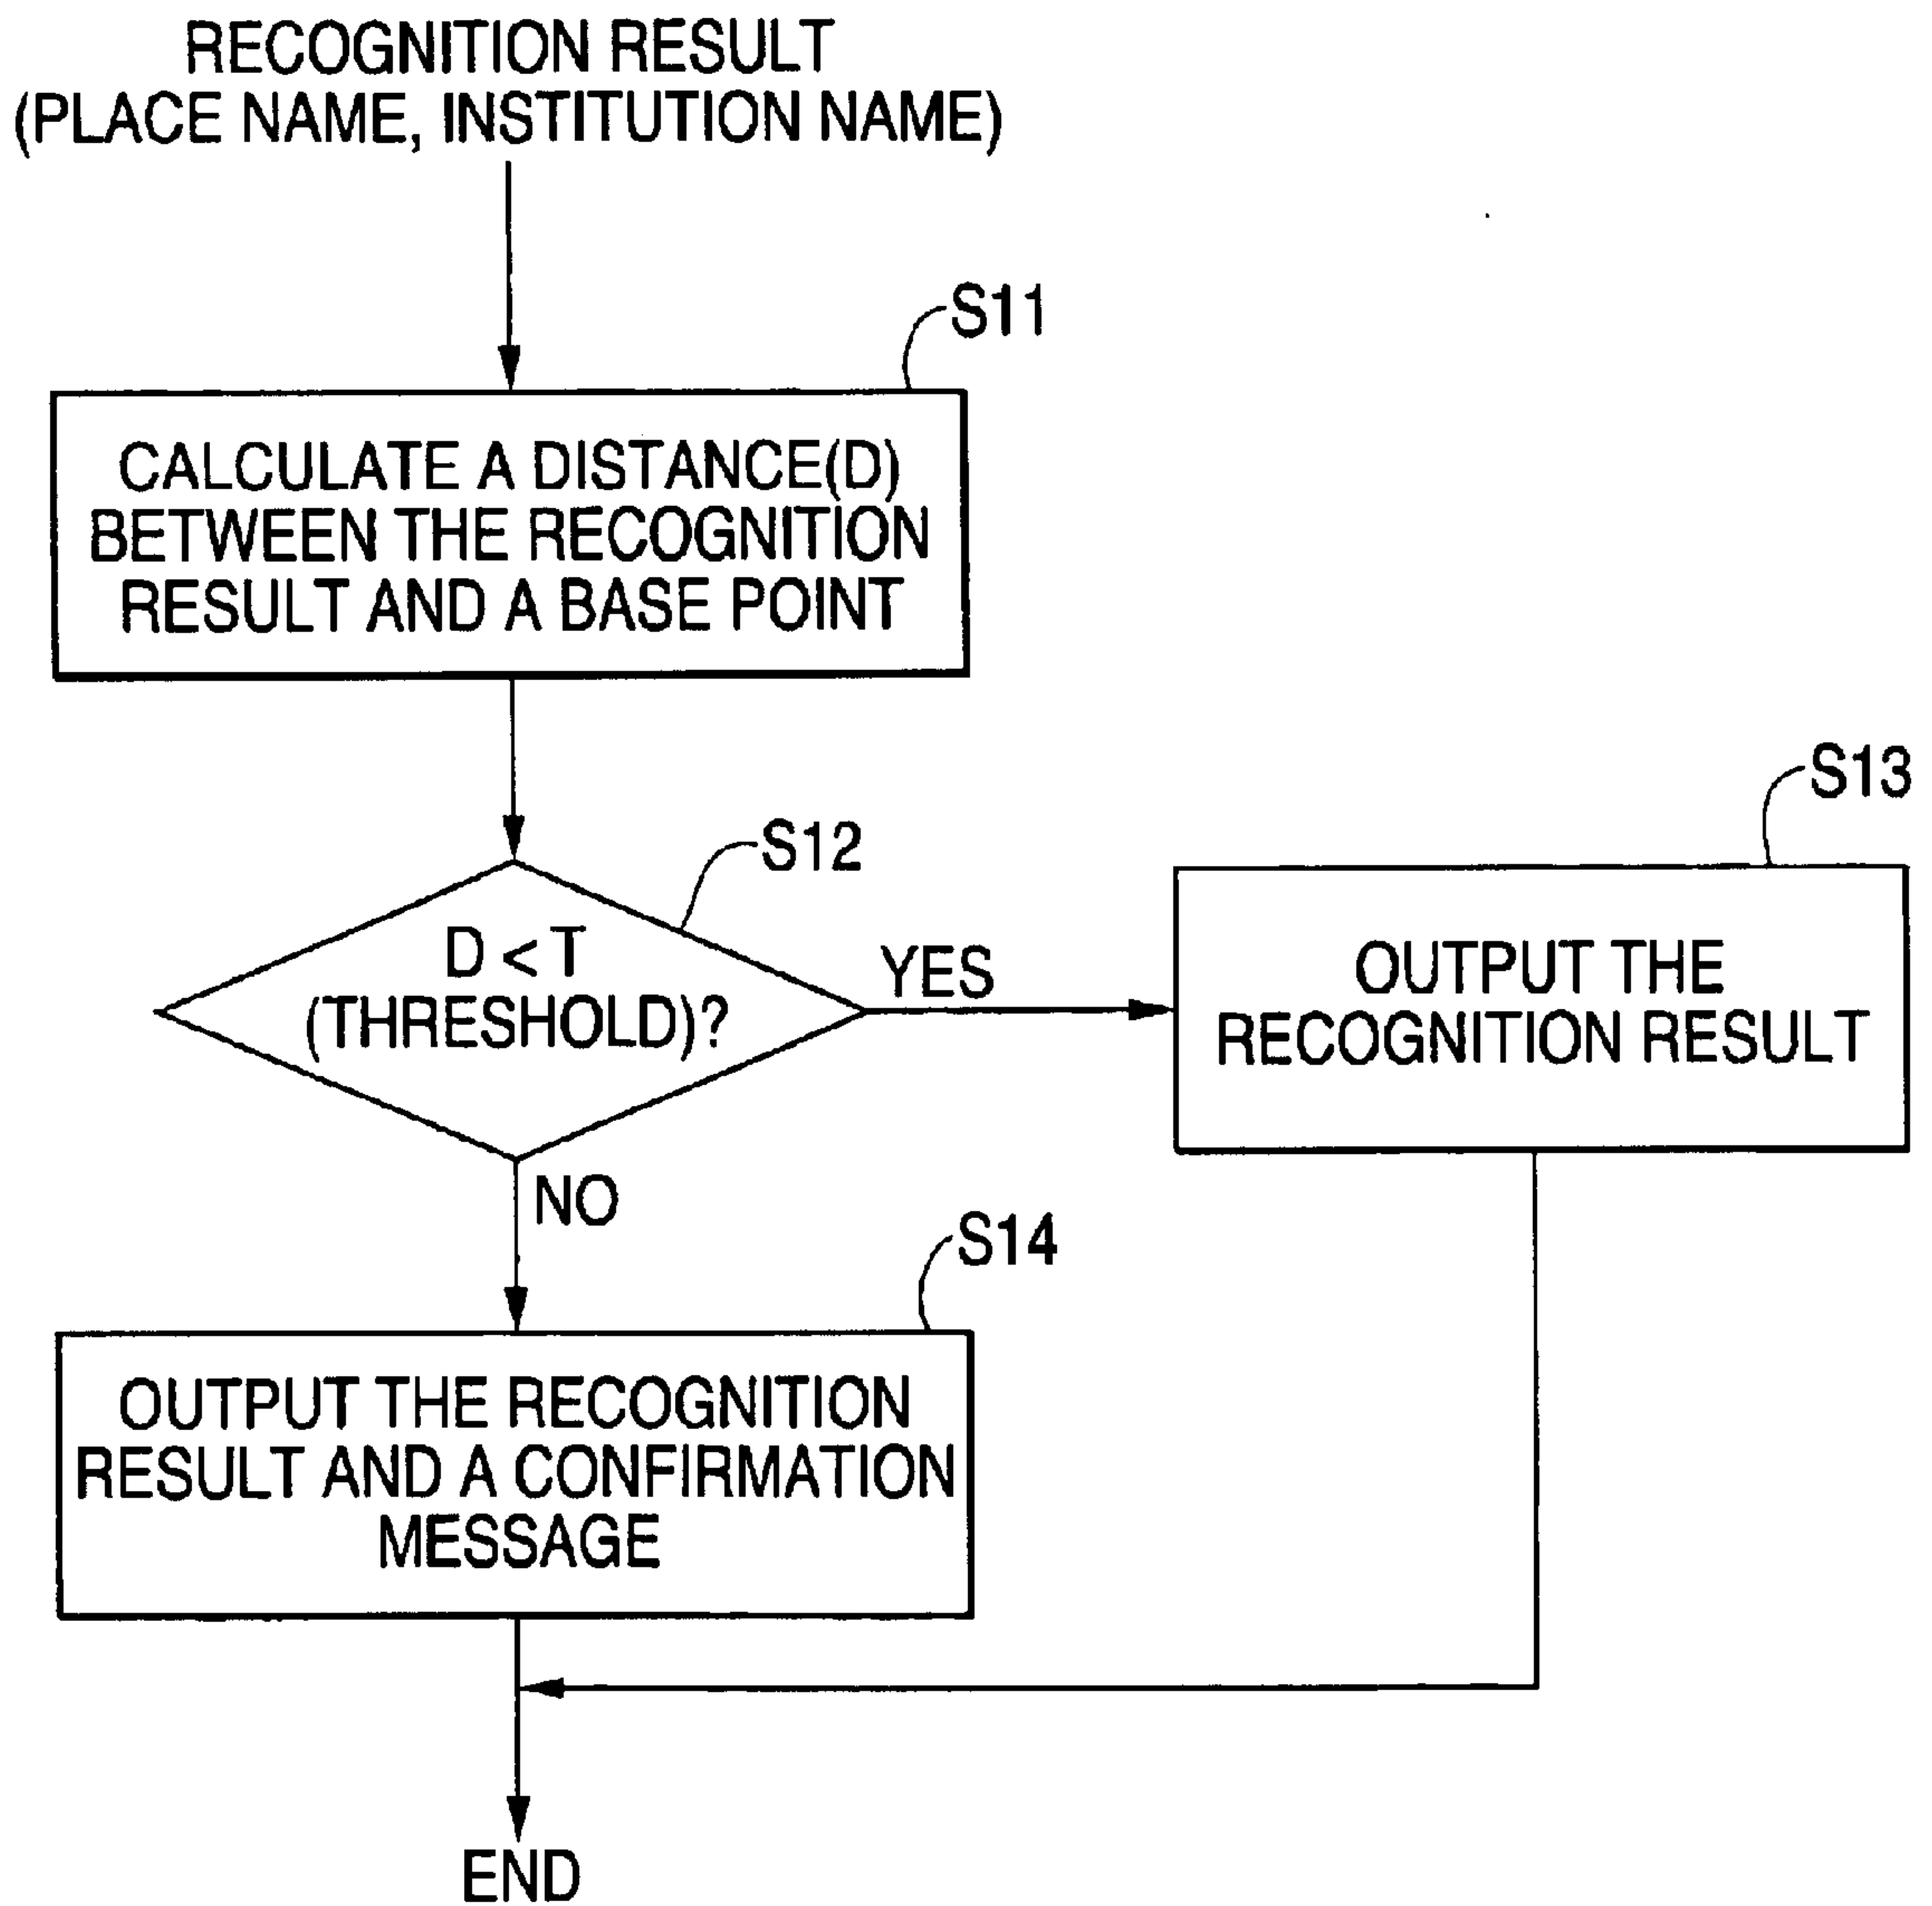 RECOGNITION RESULT
(PLACE NAME, INSTITUTION NAME)
S11
CALCULATE A DISTANCE(D)
BETWEEN THE RECOGNITION
RESULT AND A BASE POINT
S12
D < T
(THRESHOLD)?
YES
S13
OUTPUT THE
RECOGNITION RESULT
NO
S14
OUTPUT THE RECOGNITION
RESULT AND A CONFIRMATION
MESSAGE
END